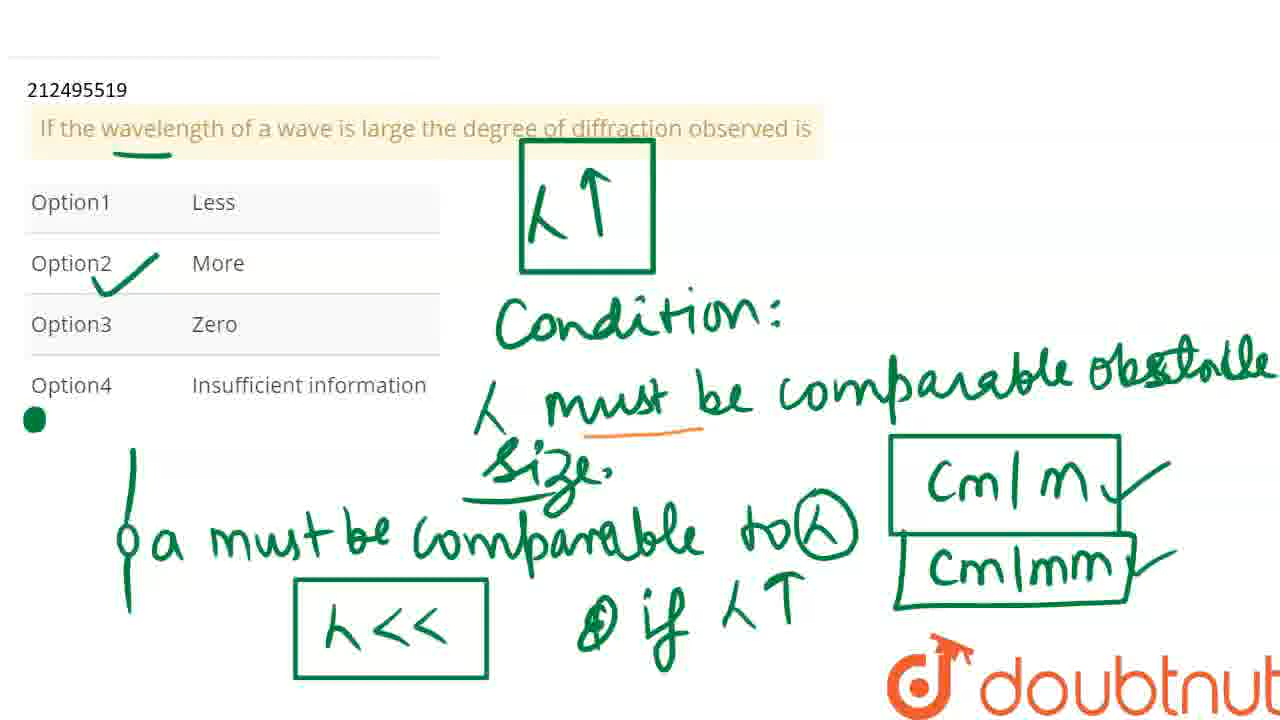 212495519
If the wavelength of a wave is large the degree of diffraction observed is
Option1 Less
Option2 More
Option3 Zero
Option4 Insufficient information
λ ↑
Condition:
λ must be comparable obstacle
size.
cm/m
a must be comparable to λ
cm/mm
λ <<
if λ ↑
doubtnut